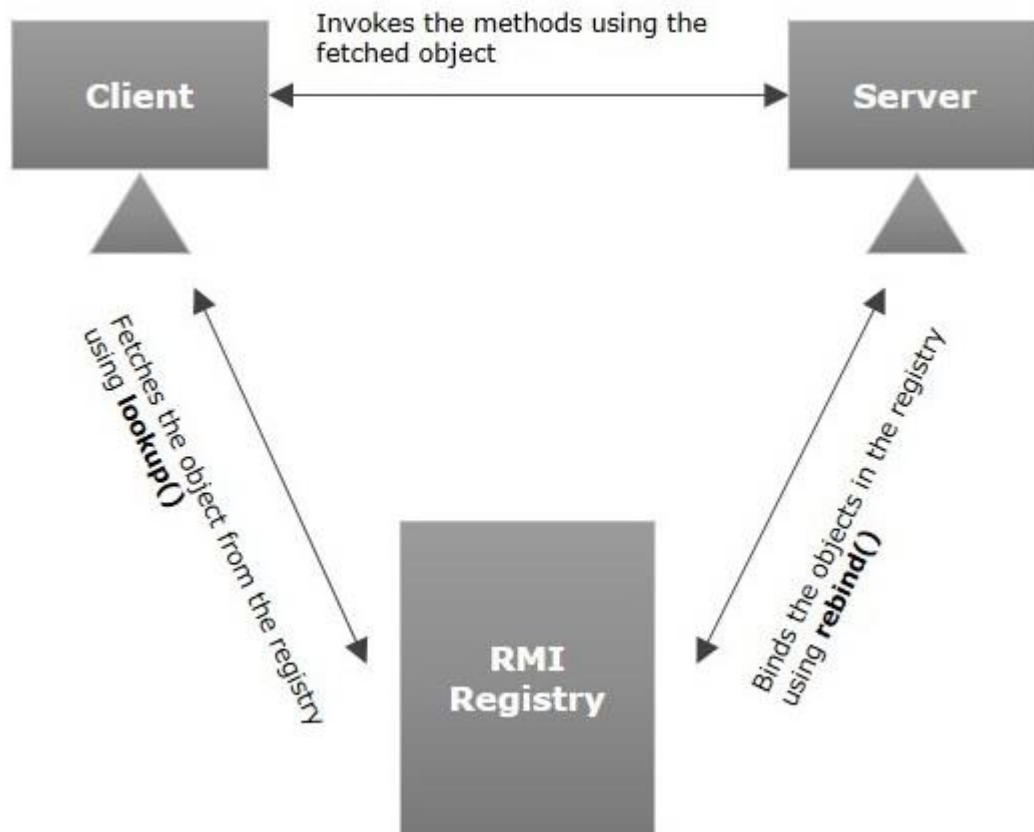 Invokes the methods using the
fetched object
Client
Server
Fetches the object from the registry
using lookup()
Binds the objects in the registry
using rebind()
RMI
Registry